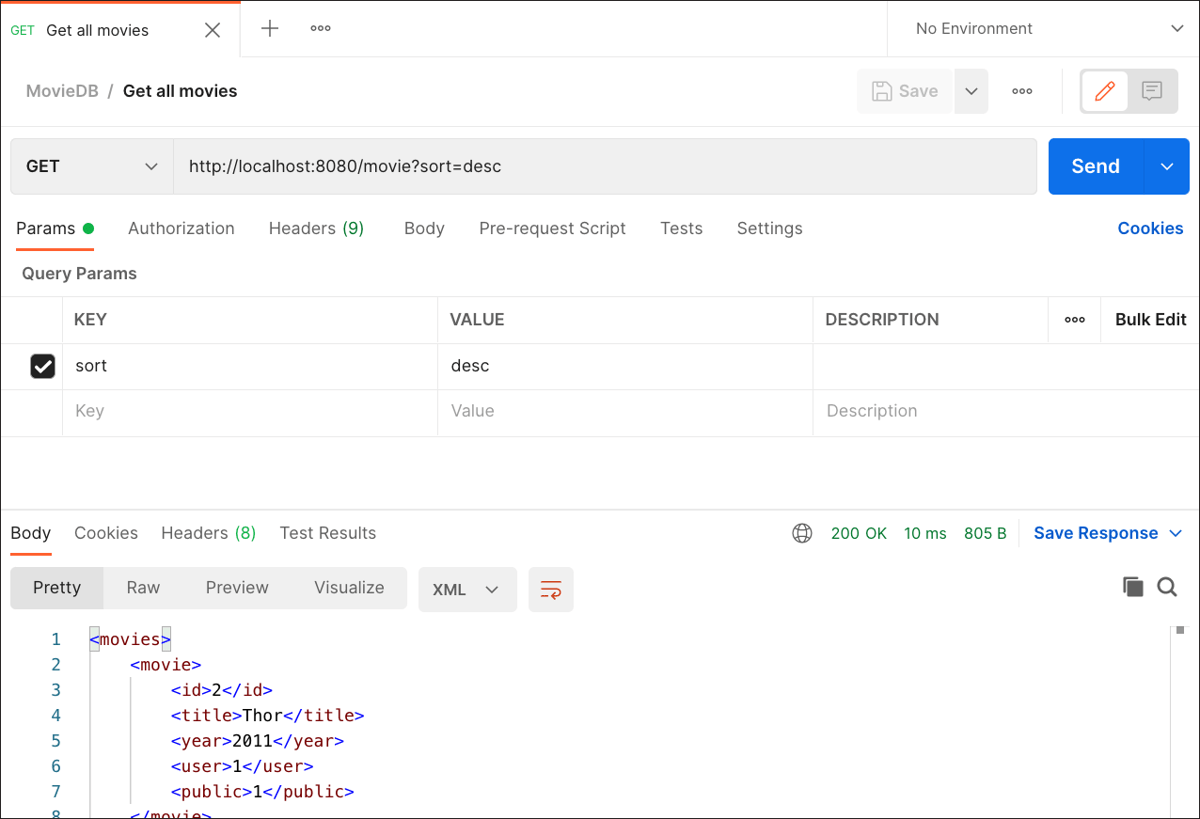 GET Get all movies No Environment
MovieDB / Get all movies Save
GET http://localhost:8080/movie?sort=desc Send
Params Authorization Headers (9) Body Pre-request Script Tests Settings Cookies
Query Params
KEY VALUE DESCRIPTION Bulk Edit
sort desc
Key Value Description
Body Cookies Headers (8) Test Results 200 OK 10 ms 805 B Save Response
Pretty Raw Preview Visualize XML
1 <movies>
2 <movie>
3 <id>2</id>
4 <title>Thor</title>
5 <year>2011</year>
6 <user>1</user>
7 <public>1</public>
8 </movie>